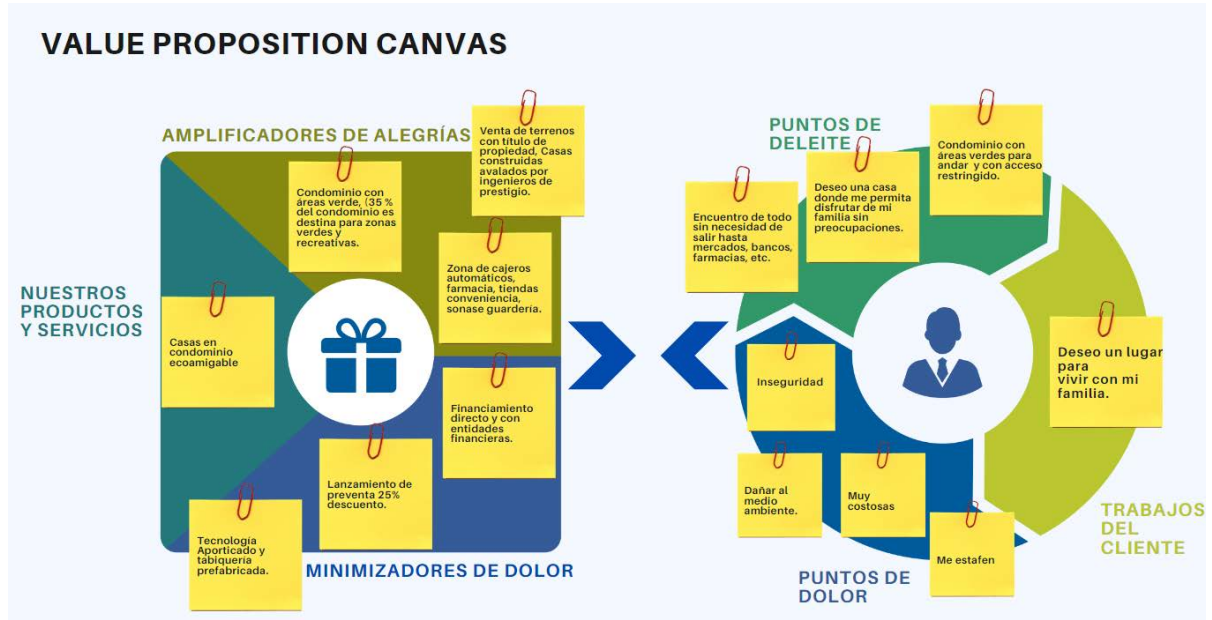 VALUE PROPOSITION CANVAS
AMPLIFICADORES DE ALEGRÍAS
Venta de terrenos
con título de
propiedad, Casas
construidas
avalados por
ingenieros de
prestigio.
Condominio con
áreas verde, (35 %
del condominio es
destina para zonas
verdes y
recreativas.
Zona de cajeros
automáticos,
farmacia, tiendas
conveniencia,
sonase guardería.
NUESTROS
PRODUCTOS
Y SERVICIOS
Casas en
condominio
ecoamigable
Financiamiento
directo y con
entidades
financieras.
Lanzamiento de
preventa 25%
descuento.
Tecnología
Aporticado y
tabiquería
prefabricada.
MINIMIZADORES DE DOLOR
PUNTOS DE
DELEITE
Condominio con
áreas verdes para
andar y con acceso
restringido.
Deseo una casa
donde me permita
disfrutar de mi
familia sin
preocupaciones.
Encuentro de todo
sin necesidad de
salir hasta
mercados, bancos,
farmacias, etc.
Deseo un lugar
para
vivir con mi
familia.
Inseguridad
Dañar al
medio
ambiente.
Muy
costosas
Me estafen
TRABAJOS
DEL
CLIENTE
PUNTOS DE
DOLOR